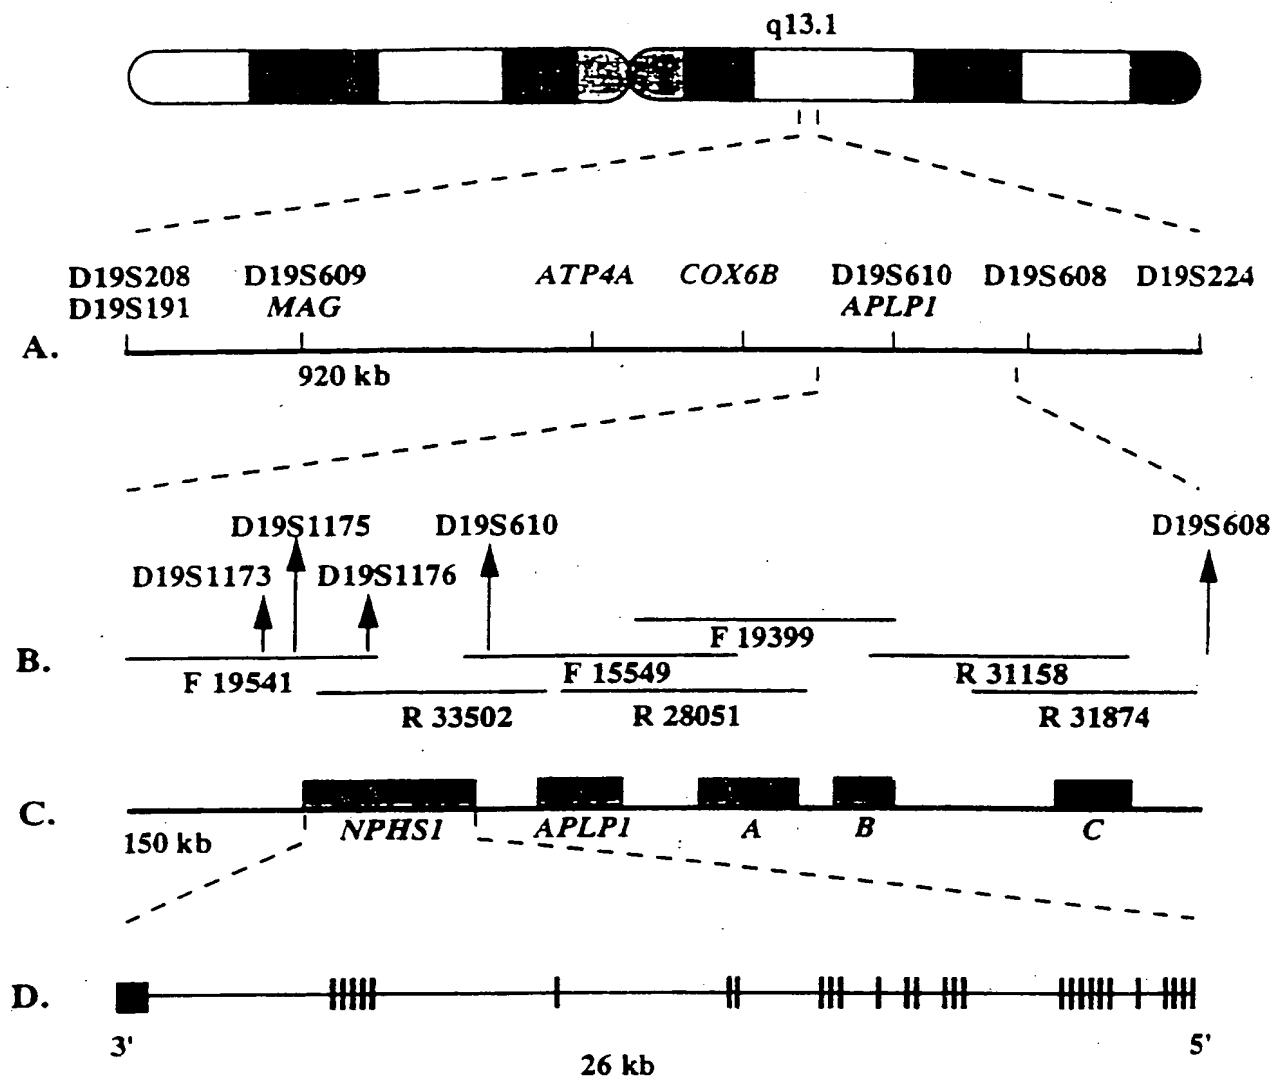 q13.1
D19S208 D19S609 ATP4A COX6B D19S610 D19S608 D19S224
D19S191 MAG APLP1
A.
920 kb
D19S1175 D19S610 D19S608
D19S1173 D19S1176
F 19399
B.
F 19541 F 15549 R 31158
R 33502 R 28051 R 31874
C.
150 kb NPHS1 APLP1 A B C
D.
3' 5'
26 kb